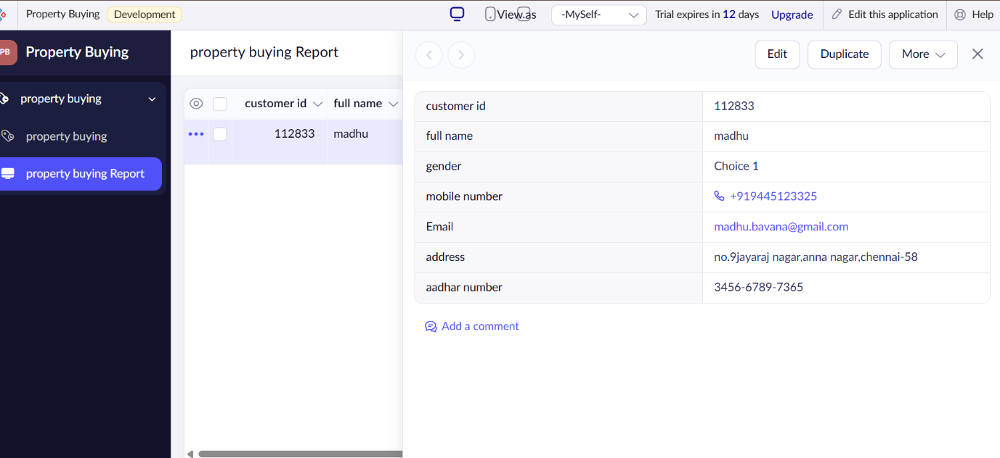 Property Buying Development View as -MySelf- Trial expires in 12 days Upgrade Edit this application Help
PB Property Buying
property buying
property buying
property buying Report
property buying Report
customer id full name
112833 madhu
Edit Duplicate More
customer id 112833
full name madhu
gender Choice 1
mobile number +919445123325
Email madhu.bavana@gmail.com
address no.9jayaraj nagar,anna nagar,chennai-58
aadhar number 3456-6789-7365
Add a comment